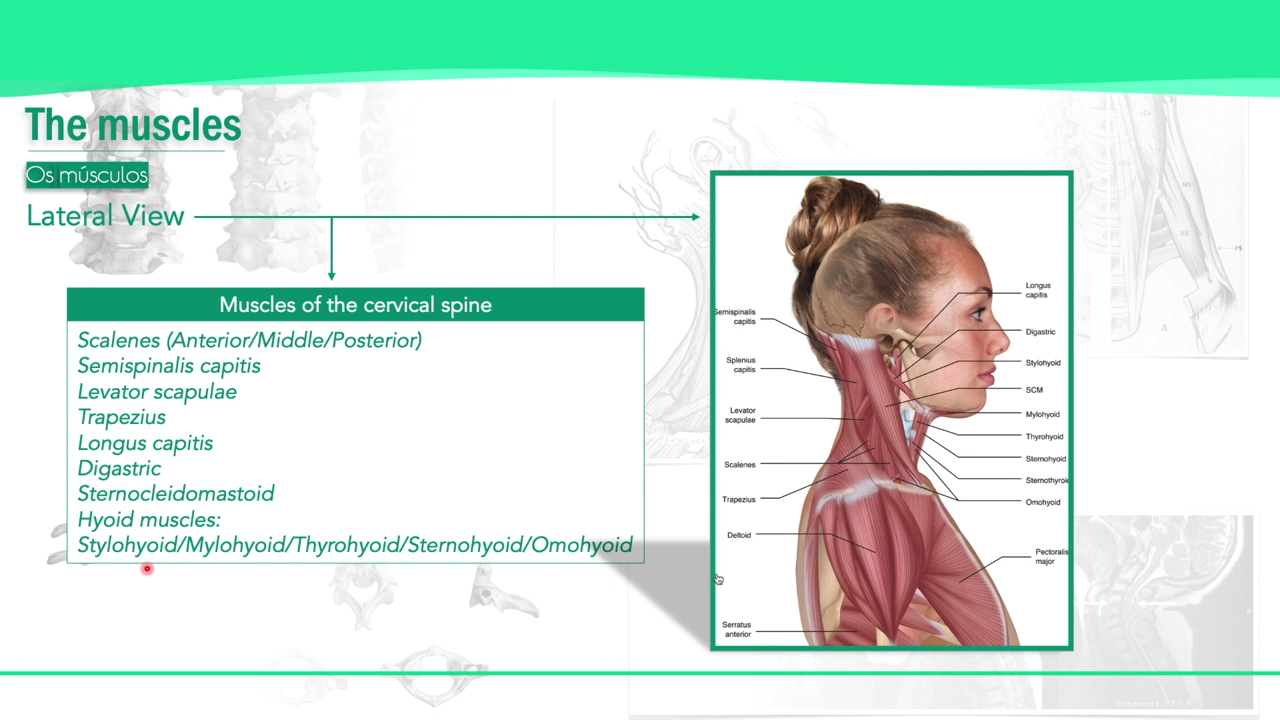 The muscles
Os músculos
Lateral View
Muscles of the cervical spine
Scalenes (Anterior/Middle/Posterior)
Semispinalis capitis
Levator scapulae
Trapezius
Longus capitis
Digastric
Sternocleidomastoid
Hyoid muscles:
Stylohyoid/Mylohyoid/Thyrohyoid/Sternohyoid/Omohyoid
Semispinalis
capitis
Splenius
capitis
Levator
scapulae
Scalenes
Trapezius
Deltoid
Serratus
anterior
Longus
capitis
Digastric
Stylohyoid
SCM
Mylohyoid
Thyrohyoid
Sternohyoid
Sternothyroid
Omohyoid
Pectoralis
major